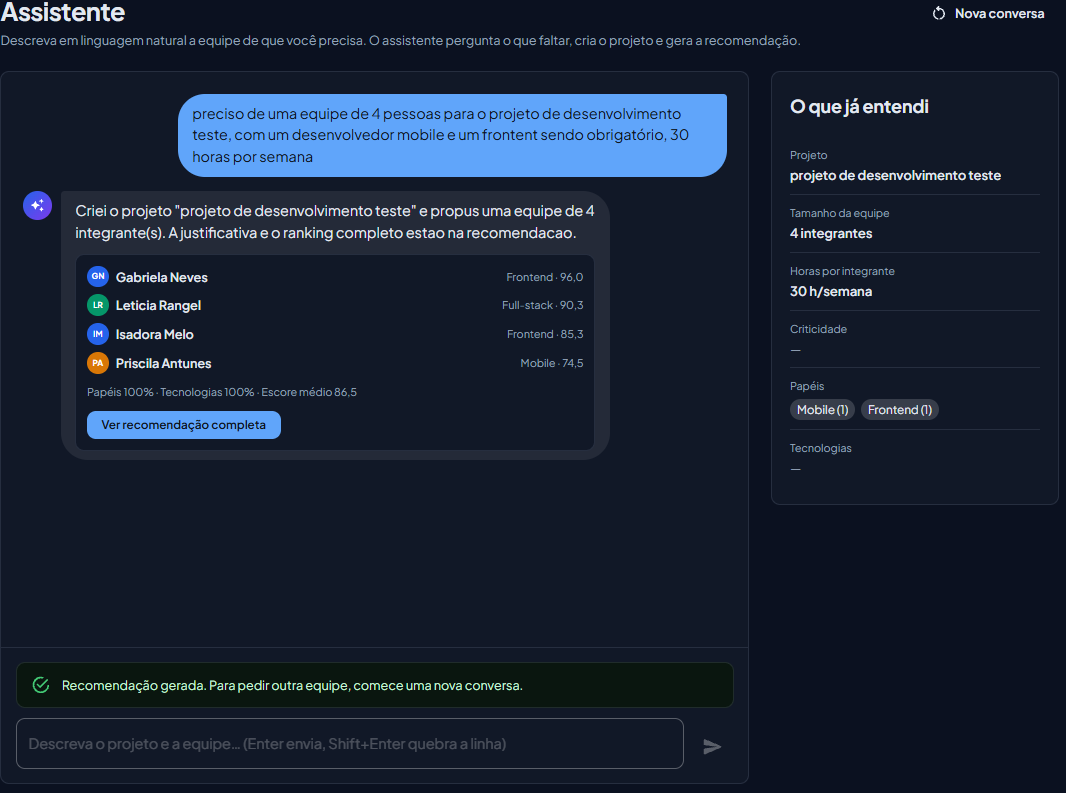 Assistente
Nova conversa
Descreva em linguagem natural a equipe de que você precisa. O assistente pergunta o que faltar, cria o projeto e gera a recomendação.
preciso de uma equipe de 4 pessoas para o projeto de desenvolvimento
teste, com um desenvolvedor mobile e um frontent sendo obrigatório, 30
horas por semana
Criei o projeto "projeto de desenvolvimento teste" e propus uma equipe de 4
integrante(s). A justificativa e o ranking completo estao na recomendacao.
GN Gabriela Neves Frontend · 96,0
LR Leticia Rangel Full-stack · 90,3
IM Isadora Melo Frontend · 85,3
PA Priscila Antunes Mobile · 74,5
Papéis 100% · Tecnologias 100% · Escore médio 86,5
Ver recomendação completa
Recomendação gerada. Para pedir outra equipe, comece uma nova conversa.
Descreva o projeto e a equipe... (Enter envia, Shift+Enter quebra a linha)
O que já entendi
Projeto
projeto de desenvolvimento teste
Tamanho da equipe
4 integrantes
Horas por integrante
30 h/semana
Criticidade
—
Papéis
Mobile (1) Frontend (1)
Tecnologias
—